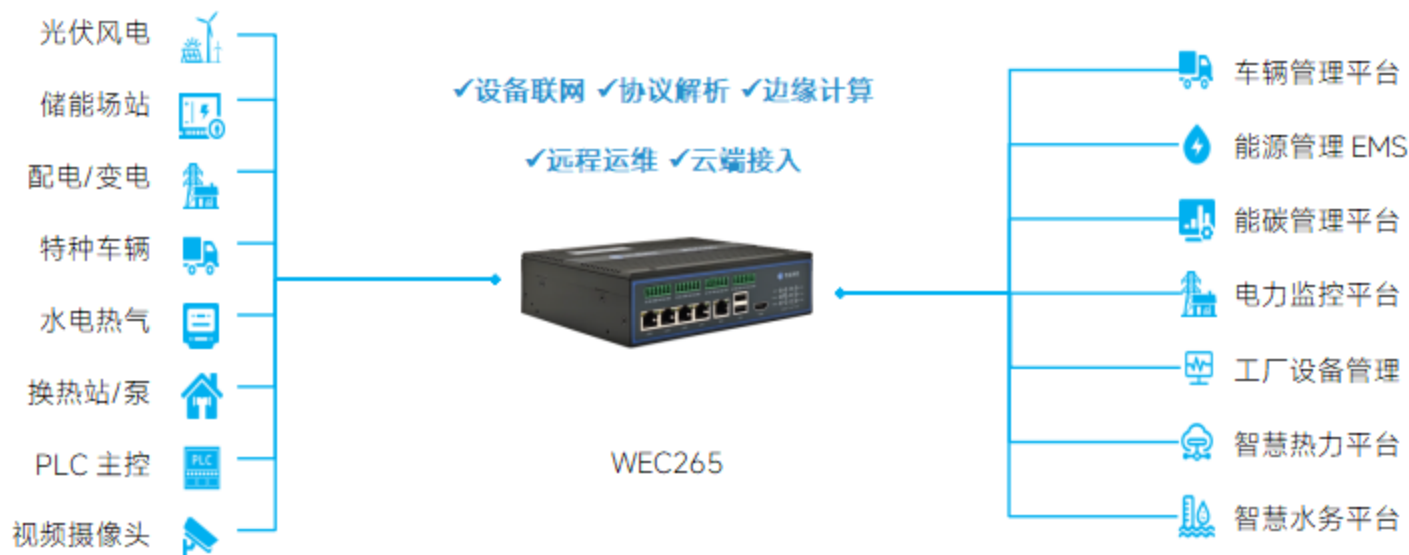 光伏风电
储能场站
配电/变电
特种车辆
水电热气
换热站/泵
PLC 主控
PLC
视频摄像头
✓设备联网 ✓协议解析 ✓边缘计算
✓远程运维 ✓云端接入
WEC265
车辆管理平台
能源管理 EMS
能碳管理平台
电力监控平台
工厂设备管理
智慧热力平台
智慧水务平台